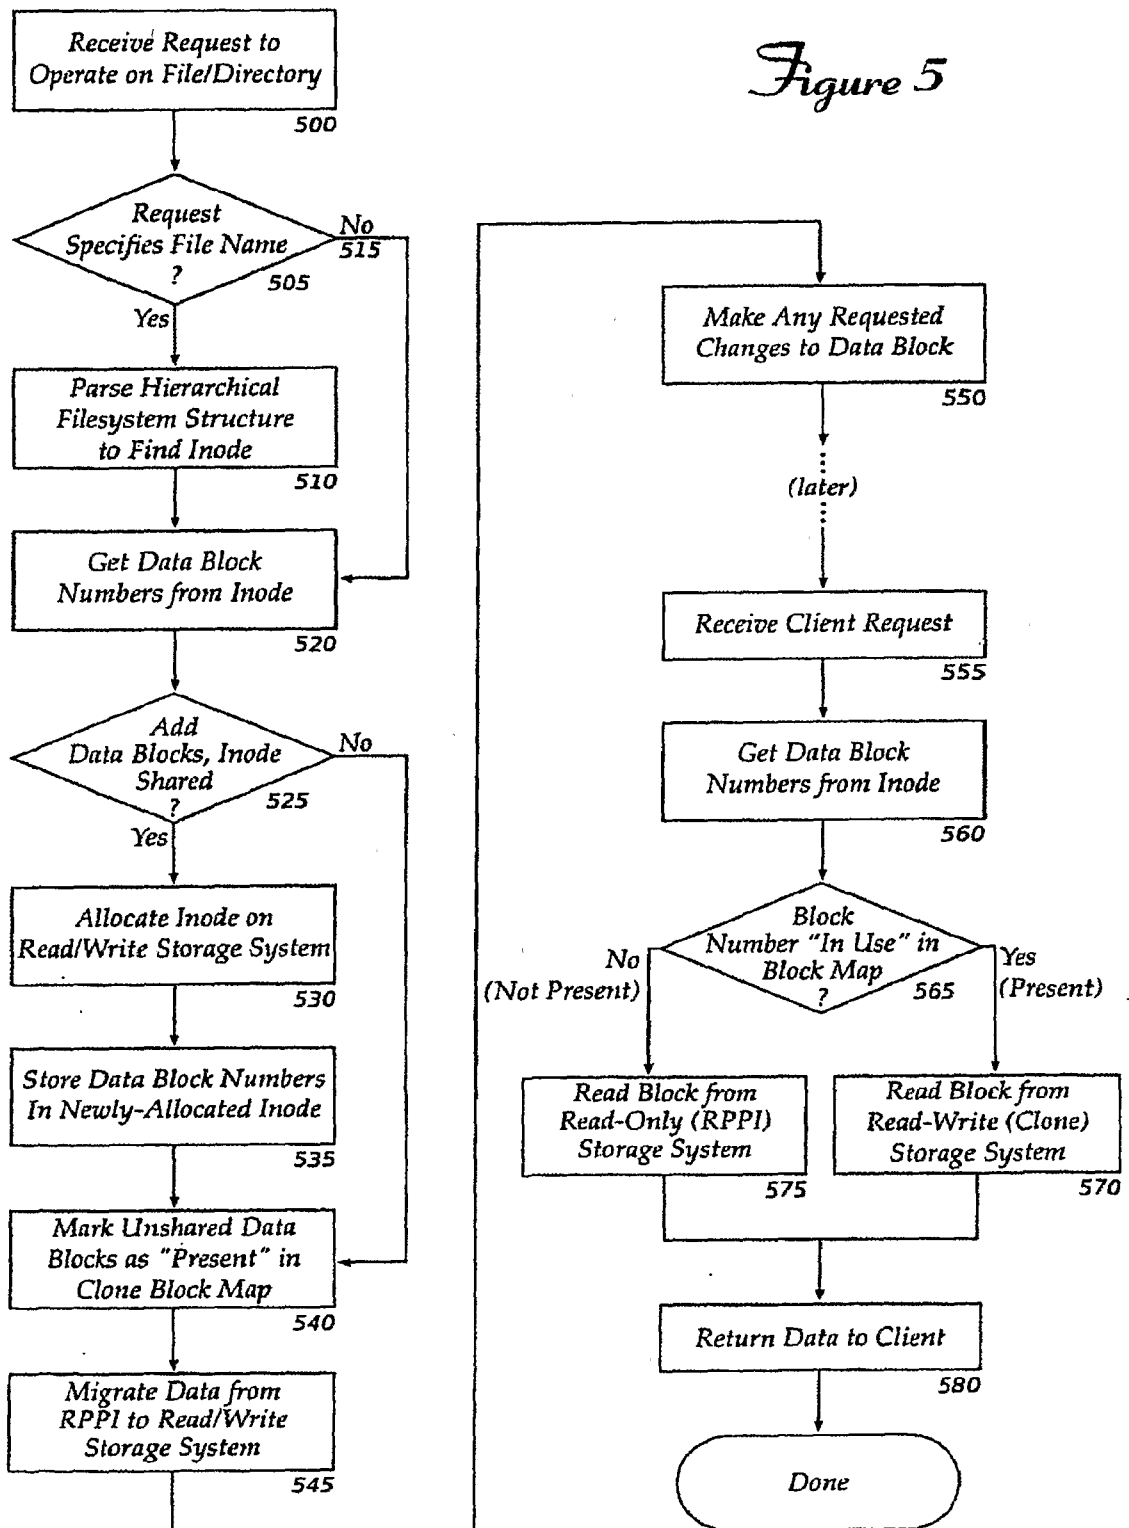 Figure 5
Receive Request to
Operate on File/Directory
500
Request
Specifies File Name
?
505
No
515
Yes
Parse Hierarchical
Filesystem Structure
to Find Inode
510
Get Data Block
Numbers from Inode
520
Add
Data Blocks, Inode
Shared
?
525
No
Yes
Allocate Inode on
Read/Write Storage System
530
Store Data Block Numbers
In Newly-Allocated Inode
535
Mark Unshared Data
Blocks as "Present" in
Clone Block Map
540
Migrate Data from
RPPI to Read/Write
Storage System
545
Make Any Requested
Changes to Data Block
550
(later)
Receive Client Request
555
Get Data Block
Numbers from Inode
560
Block
Number "In Use" in
Block Map
?
565
No
(Not Present)
Yes
(Present)
Read Block from
Read-Only (RPPI)
Storage System
575
Read Block from
Read-Write (Clone)
Storage System
570
Return Data to Client
580
Done